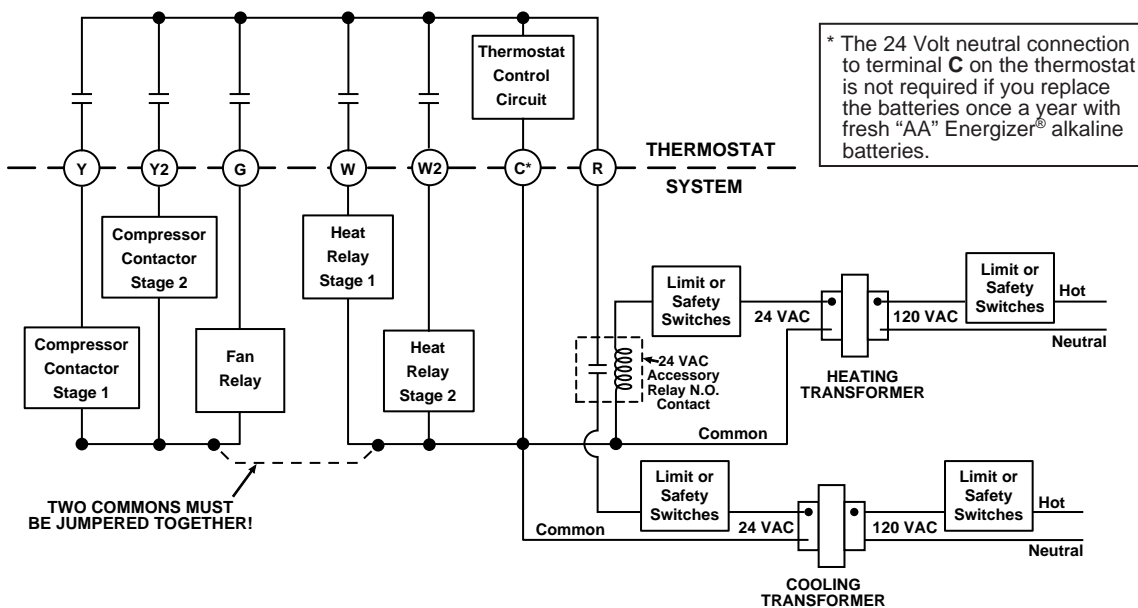 Thermostat
Control
Circuit
* The 24 Volt neutral connection
to terminal C on the thermostat
is not required if you replace
the batteries once a year with
fresh “AA” Energizer® alkaline
batteries.
THERMOSTAT
Y
Y2
G
W
W2
C*
R
SYSTEM
Compressor
Contactor
Stage 2
Heat
Relay
Stage 1
Compressor
Contactor
Stage 1
Fan
Relay
Heat
Relay
Stage 2
Limit or
Safety
Switches
24 VAC
120 VAC
Limit or
Safety
Switches
Hot
Neutral
24 VAC
Accessory
Relay N.O.
Contact
HEATING
TRANSFORMER
Common
TWO COMMONS MUST
BE JUMPERED TOGETHER!
Limit or
Safety
Switches
24 VAC
120 VAC
Limit or
Safety
Switches
Hot
Neutral
Common
COOLING
TRANSFORMER